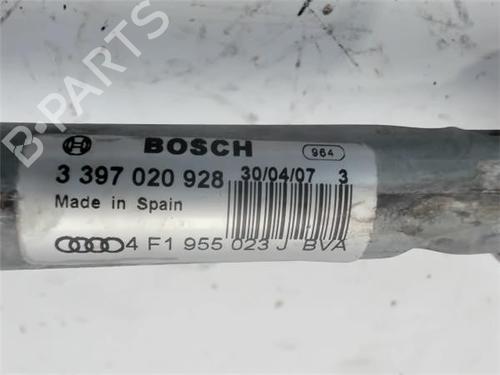 B-PARTS
BOSCH 964
3 397 020 928 30/04/07 3
Made in Spain
4 F1 955 023 J BVA